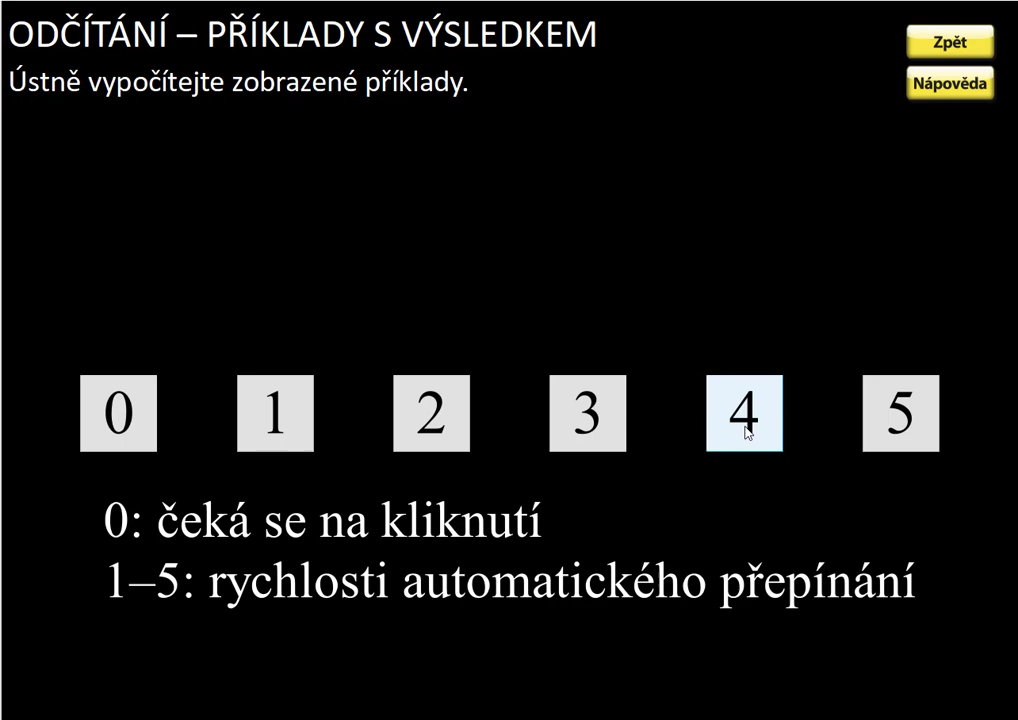 ODČÍTÁNÍ – PŘÍKLADY S VÝSLEDKEM
Zpět
Ústně vypočítejte zobrazené příklady.
Nápověda
0 1 2 3 4 5
0: čeká se na kliknutí
1–5: rychlosti automatického přepínání